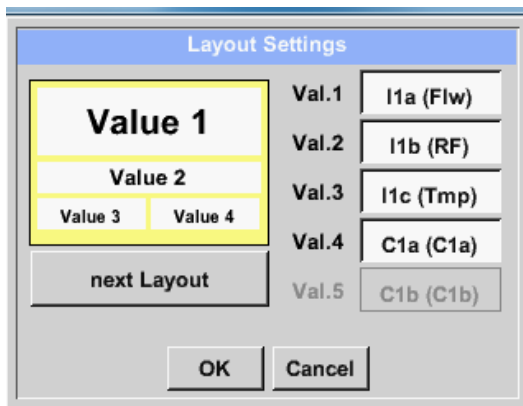 Layout Settings
Value 1
Value 2
Value 3 Value 4
next Layout
Val.1 I1a (Flw)
Val.2 I1b (RF)
Val.3 I1c (Tmp)
Val.4 C1a (C1a)
Val.5 C1b (C1b)
OK Cancel